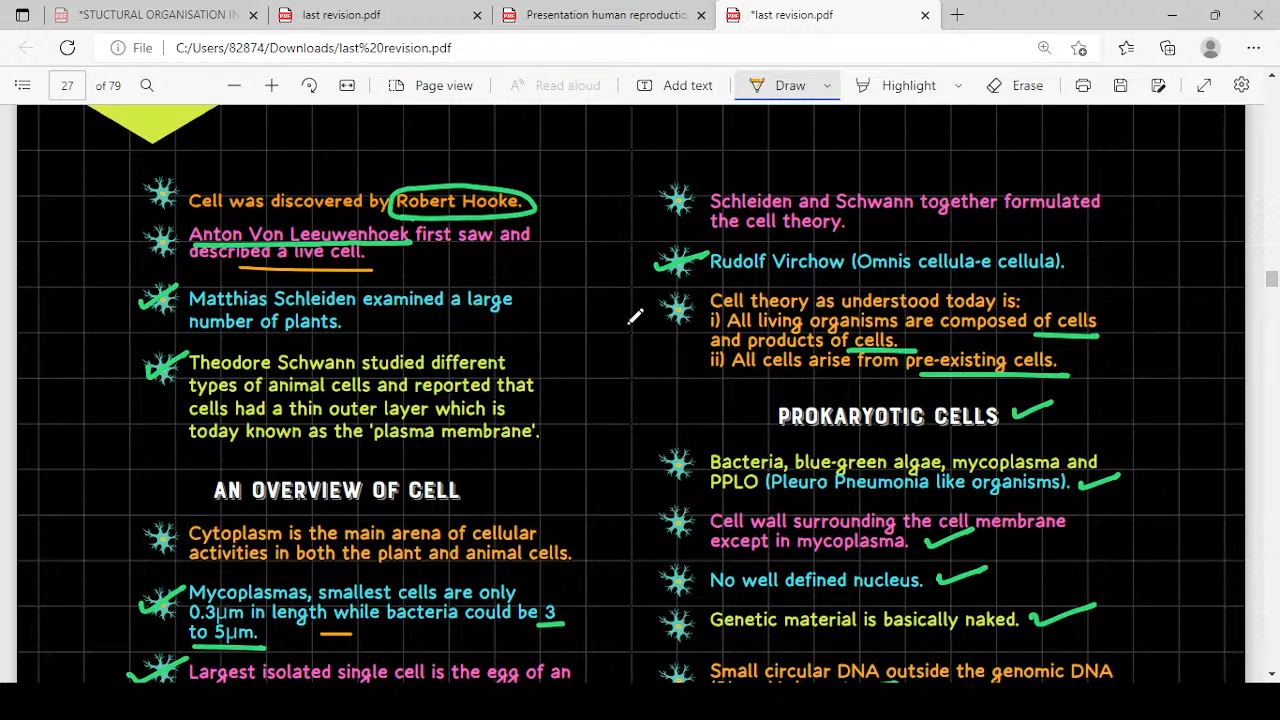 *STUCTURAL ORGANISATION IN
last revision.pdf
Presentation human reproductio
*last revision.pdf
File
C:/Users/82874/Downloads/last%20revision.pdf
27 of 79
Page view
Read aloud
Add text
Draw
Highlight
Erase
Cell was discovered by Robert Hooke.
Anton Von Leeuwenhoek first saw and
described a live cell.
Matthias Schleiden examined a large
number of plants.
Theodore Schwann studied different
types of animal cells and reported that
cells had a thin outer layer which is
today known as the 'plasma membrane'.
AN OVERVIEW OF CELL
Cytoplasm is the main arena of cellular
activities in both the plant and animal cells.
Mycoplasmas, smallest cells are only
0.3μm in length while bacteria could be 3
to 5μm.
Largest isolated single cell is the egg of an
Schleiden and Schwann together formulated
the cell theory.
Rudolf Virchow (Omnis cellula-e cellula).
Cell theory as understood today is:
i) All living organisms are composed of cells
and products of cells.
ii) All cells arise from pre-existing cells.
PROKARYOTIC CELLS
Bacteria, blue-green algae, mycoplasma and
PPLO (Pleuro Pneumonia like organisms).
Cell wall surrounding the cell membrane
except in mycoplasma.
No well defined nucleus.
Genetic material is basically naked.
Small circular DNA outside the genomic DNA